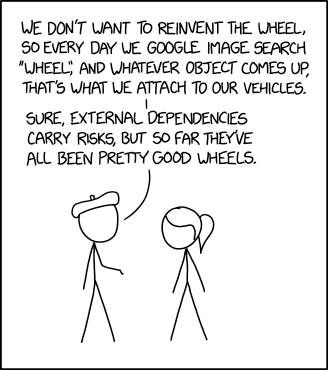 WE DON'T WANT TO REINVENT THE WHEEL,
SO EVERY DAY WE GOOGLE IMAGE SEARCH
"WHEEL", AND WHATEVER OBJECT COMES UP,
THAT'S WHAT WE ATTACH TO OUR VEHICLES.
SURE, EXTERNAL DEPENDENCIES
CARRY RISKS, BUT SO FAR THEY'VE
ALL BEEN PRETTY GOOD WHEELS.